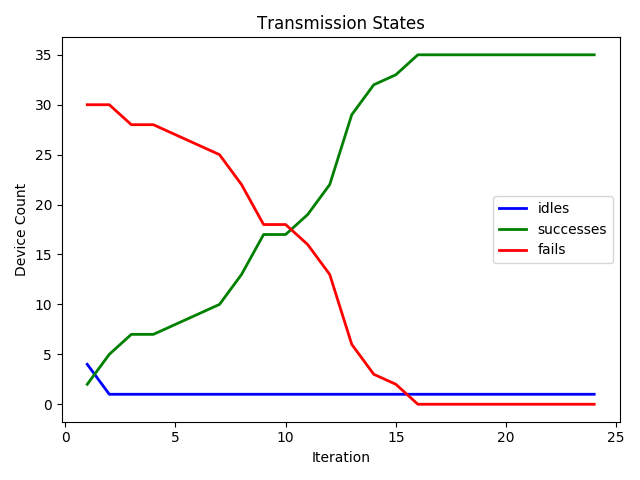 Transmission States
35
30
25
20
15
10
5
0
Device Count
idles
successes
fails
0 5 10 15 20 25
Iteration